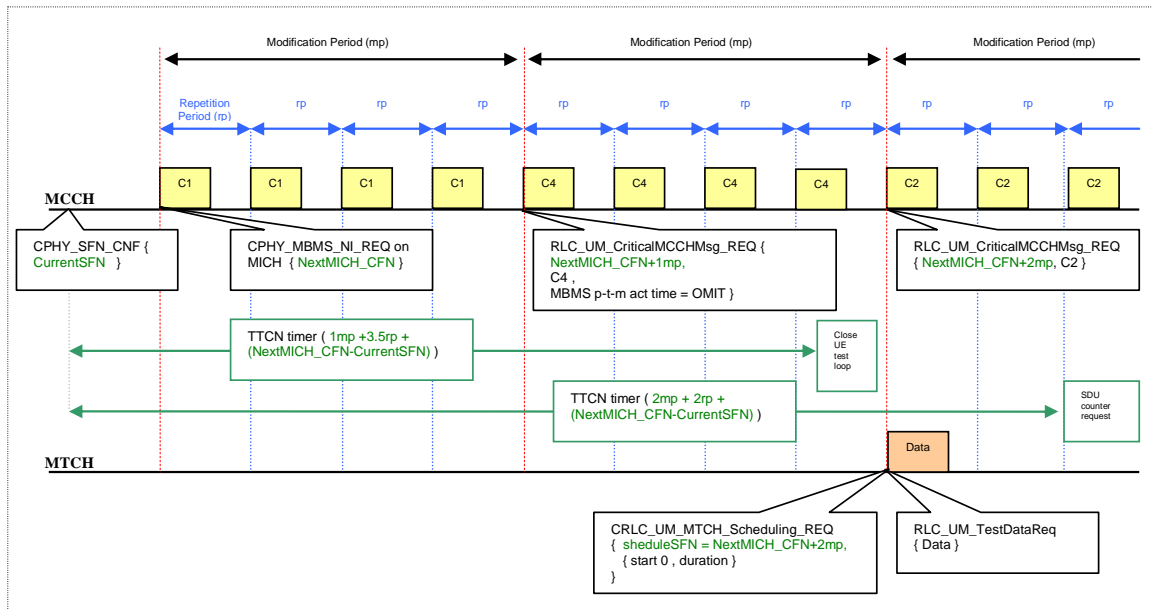 Modification Period (mp)
Modification Period (mp)
Modification Period (mp)
Repetition
Period (rp)
rp
rp
rp
rp
rp
rp
rp
rp
rp
rp
C1
C1
C1
C1
C4
C4
C4
C4
C2
C2
C2
MCCH
CPHY_SFN_CNF {
CurrentSFN }
CPHY_MBMS_NI_REQ on
MICH { NextMICH_CFN }
RLC_UM_CriticalMCCHMsg_REQ {
NextMICH_CFN+1mp,
C4 ,
MBMS p-t-m act time = OMIT }
RLC_UM_CriticalMCCHMsg_REQ
{ NextMICH_CFN+2mp, C2 }
TTCN timer ( 1mp +3.5rp +
(NextMICH_CFN-CurrentSFN) )
Close
UE
test
loop
TTCN timer ( 2mp + 2rp +
(NextMICH_CFN-CurrentSFN) )
SDU
counter
request
Data
MTCH
CRLC_UM_MTCH_Scheduling_REQ
{ sheduleSFN = NextMICH_CFN+2mp,
{ start 0 , duration }
}
RLC_UM_TestDataReq
{ Data }